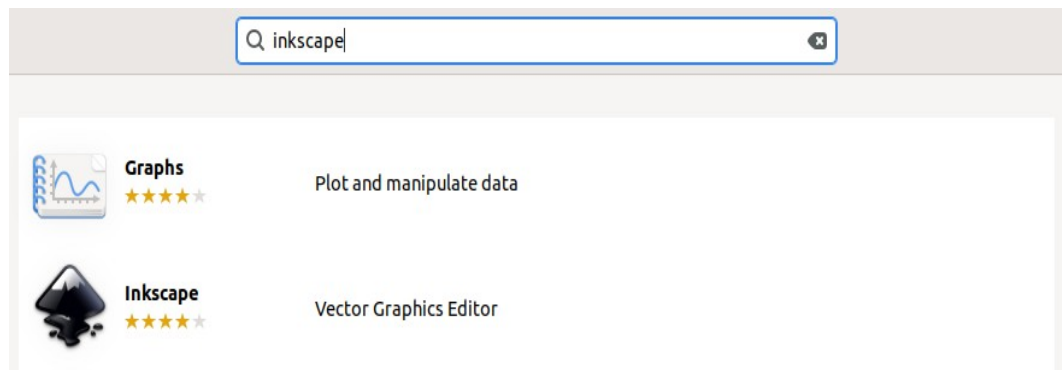 inkscape
Graphs
Plot and manipulate data
Inkscape
Vector Graphics Editor